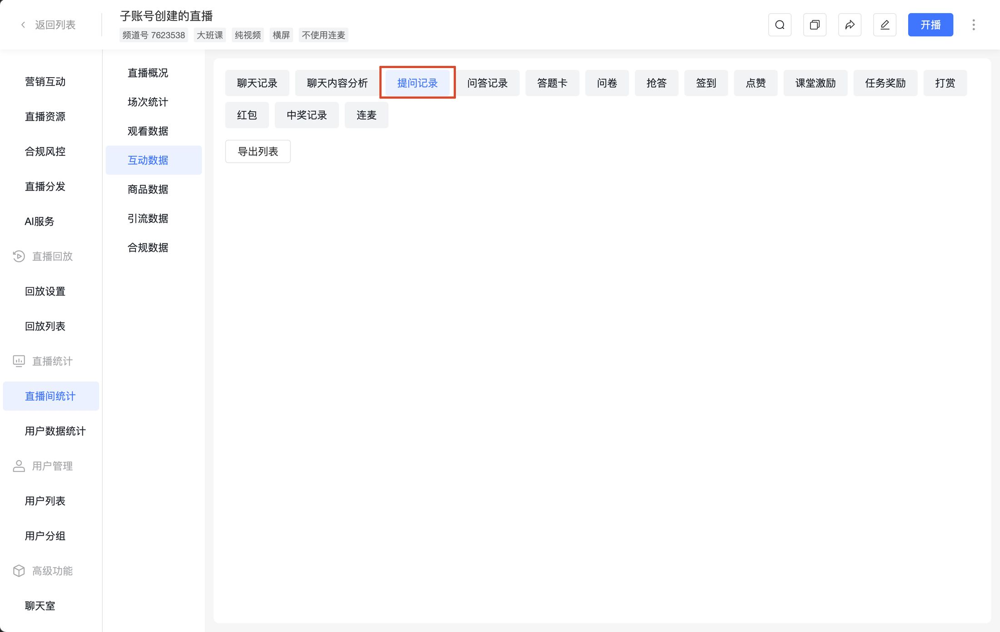 返回列表
子账号创建的直播
频道号 7623538 大班课 纯视频 横屏 不使用连麦
开播
营销互动
直播资源
合规风控
直播分发
AI服务
直播回放
回放设置
回放列表
直播统计
直播间统计
用户数据统计
用户管理
用户列表
用户分组
高级功能
聊天室
直播概况
场次统计
观看数据
互动数据
商品数据
引流数据
合规数据
聊天记录 聊天内容分析 提问记录 问答记录 答题卡 问卷 抢答 签到 点赞 课堂激励 任务奖励 打赏
红包 中奖记录 连麦
导出列表